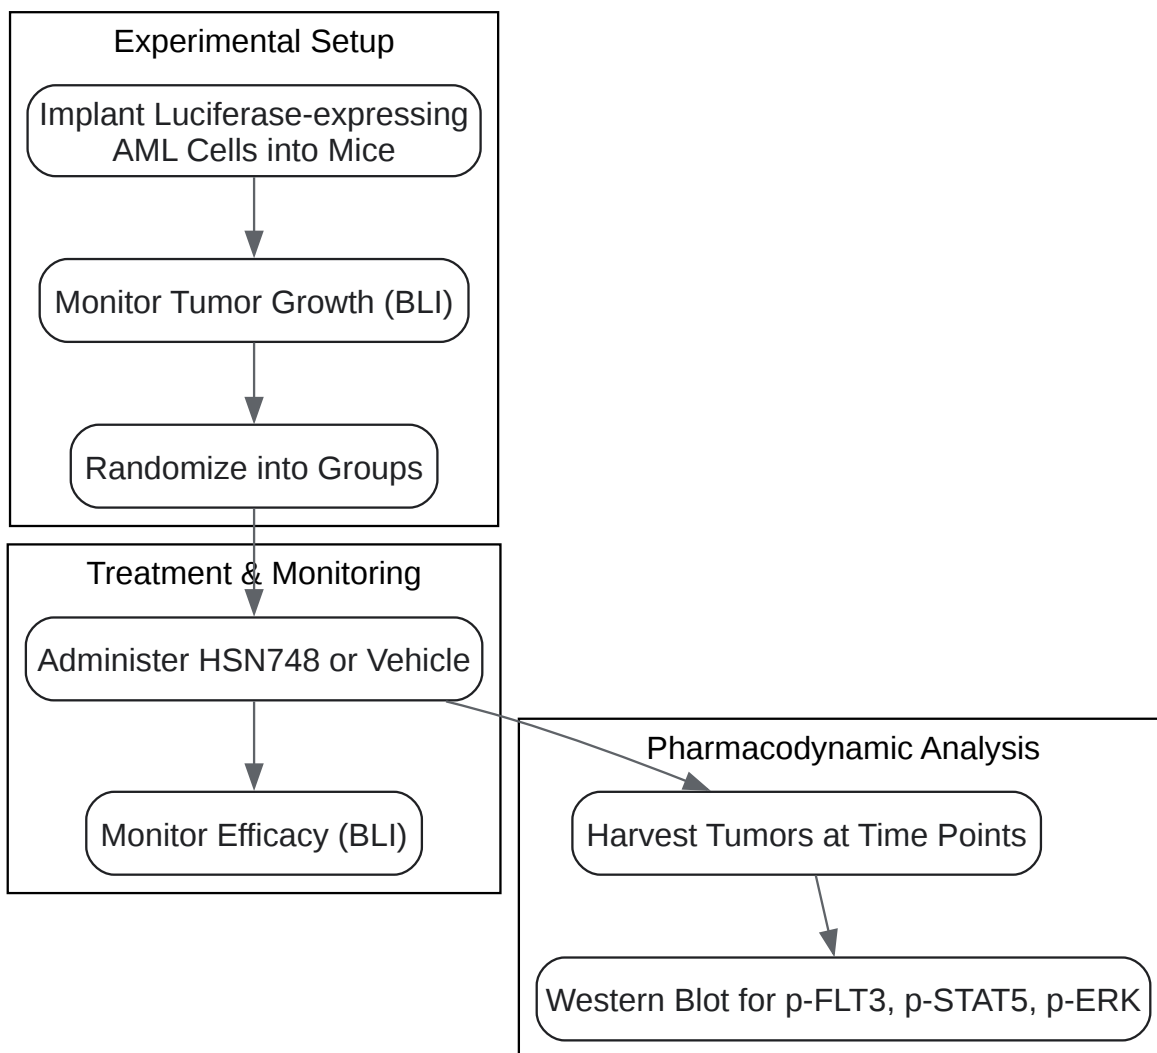 Experimental Setup
Implant Luciferase-expressing
AML Cells into Mice
Monitor Tumor Growth (BLI)
Randomize into Groups
Treatment & Monitoring
Administer HSN748 or Vehicle
Monitor Efficacy (BLI)
Pharmacodynamic Analysis
Harvest Tumors at Time Points
Western Blot for p-FLT3, p-STAT5, p-ERK